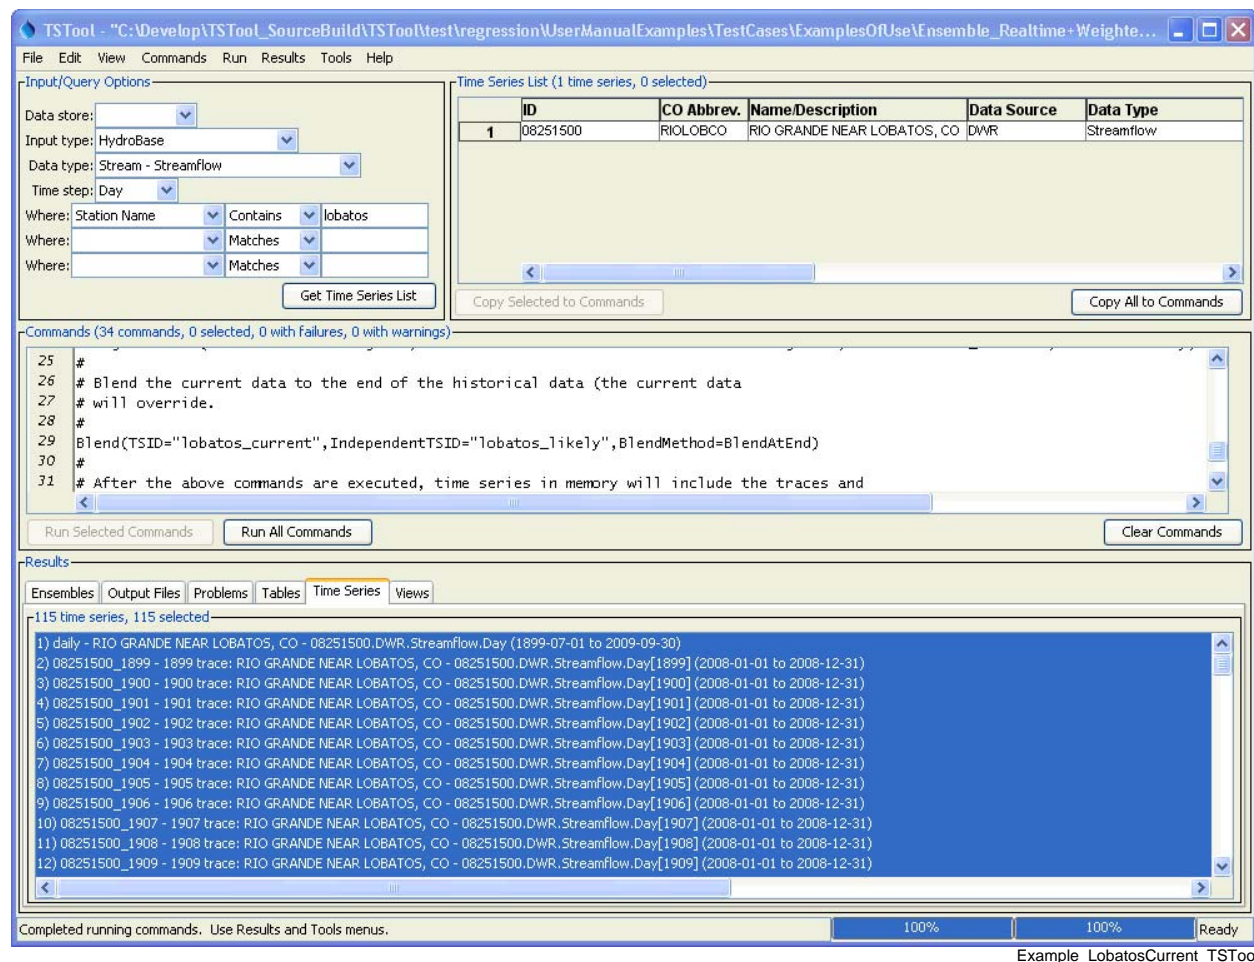 TSTool - "C:\Develop\TSTool_SourceBuild\TSTool\test\regression\UserManualExamples\TestCases\ExamplesOfUse\Ensemble_Realtime+Weighte...
File Edit View Commands Run Results Tools Help
Input/Query Options
Data store:
Input type: HydroBase
Data type: Stream - Streamflow
Time step: Day
Where: Station Name Contains lobatos
Where: Matches
Where: Matches
Get Time Series List
Time Series List (1 time series, 0 selected)
ID CO Abbrev. Name/Description Data Source Data Type
1 08251500 RIOLOBCO RIO GRANDE NEAR LOBATOS, CO DWR Streamflow
Copy Selected to Commands Copy All to Commands
Commands (34 commands, 0 selected, 0 with failures, 0 with warnings)
25 #
26 # Blend the current data to the end of the historical data (the current data
27 # will override.
28 #
29 Blend(TSID="lobatos_current",IndependentTSID="lobatos_likely",BlendMethod=BlendAtEnd)
30 #
31 # After the above commands are executed, time series in memory will include the traces and
Run Selected Commands Run All Commands Clear Commands
Results
Ensembles Output Files Problems Tables Time Series Views
115 time series, 115 selected
1) daily - RIO GRANDE NEAR LOBATOS, CO - 08251500.DWR.Streamflow.Day (1899-07-01 to 2009-09-30)
2) 08251500_1899 - 1899 trace: RIO GRANDE NEAR LOBATOS, CO - 08251500.DWR.Streamflow.Day[1899] (2008-01-01 to 2008-12-31)
3) 08251500_1900 - 1900 trace: RIO GRANDE NEAR LOBATOS, CO - 08251500.DWR.Streamflow.Day[1900] (2008-01-01 to 2008-12-31)
4) 08251500_1901 - 1901 trace: RIO GRANDE NEAR LOBATOS, CO - 08251500.DWR.Streamflow.Day[1901] (2008-01-01 to 2008-12-31)
5) 08251500_1902 - 1902 trace: RIO GRANDE NEAR LOBATOS, CO - 08251500.DWR.Streamflow.Day[1902] (2008-01-01 to 2008-12-31)
6) 08251500_1903 - 1903 trace: RIO GRANDE NEAR LOBATOS, CO - 08251500.DWR.Streamflow.Day[1903] (2008-01-01 to 2008-12-31)
7) 08251500_1904 - 1904 trace: RIO GRANDE NEAR LOBATOS, CO - 08251500.DWR.Streamflow.Day[1904] (2008-01-01 to 2008-12-31)
8) 08251500_1905 - 1905 trace: RIO GRANDE NEAR LOBATOS, CO - 08251500.DWR.Streamflow.Day[1905] (2008-01-01 to 2008-12-31)
9) 08251500_1906 - 1906 trace: RIO GRANDE NEAR LOBATOS, CO - 08251500.DWR.Streamflow.Day[1906] (2008-01-01 to 2008-12-31)
10) 08251500_1907 - 1907 trace: RIO GRANDE NEAR LOBATOS, CO - 08251500.DWR.Streamflow.Day[1907] (2008-01-01 to 2008-12-31)
11) 08251500_1908 - 1908 trace: RIO GRANDE NEAR LOBATOS, CO - 08251500.DWR.Streamflow.Day[1908] (2008-01-01 to 2008-12-31)
12) 08251500_1909 - 1909 trace: RIO GRANDE NEAR LOBATOS, CO - 08251500.DWR.Streamflow.Day[1909] (2008-01-01 to 2008-12-31)
Completed running commands. Use Results and Tools menus. 100% 100% Ready
Example_LobatosCurrent_TSToo